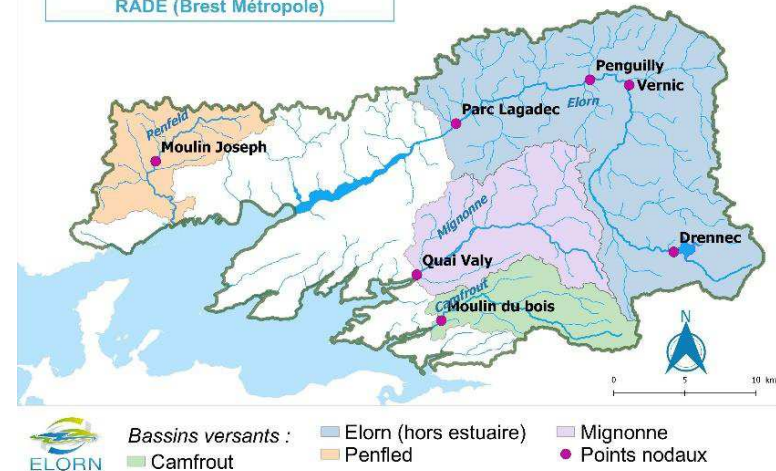 RADE (Brest Métropole)
Penguilly
Vernic
Elorn
Parc Lagadec
Penfeld
Moulin Joseph
Mignonne
Drennec
Quai Valy
Camfrout
Moulin du bois
N
0 5 10 km
Bassins versants :
Elorn (hors estuaire)
Mignonne
Camfrout
Penfled
Points nodaux
ELORN